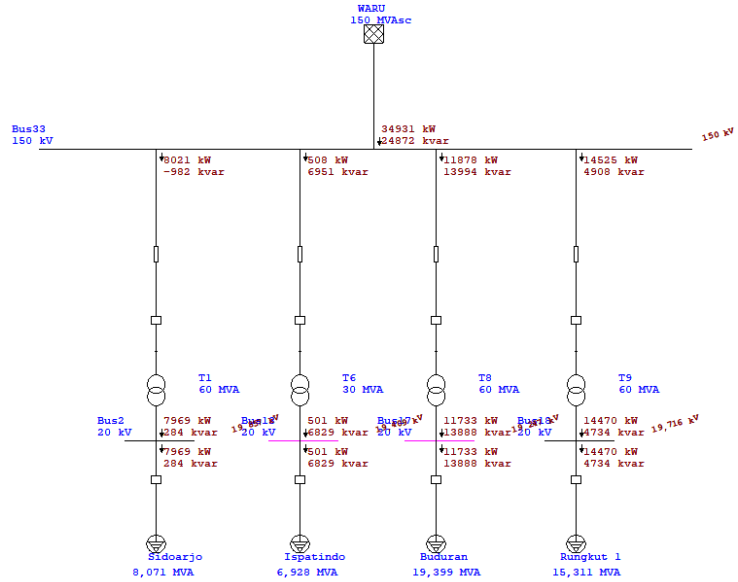 WARU
150 MVAsc
Bus33
150 kV
34931 kW
24872 kvar
150 kV
8021 kW
-982 kvar
508 kW
6951 kvar
11878 kW
13994 kvar
14525 kW
4908 kvar
T1
60 MVA
T6
30 MVA
T8
60 MVA
T9
60 MVA
Bus2
20 kV
7969 kW
284 kvar
20 kV
501 kW
6829 kvar
20 kV
11733 kW
13888 kvar
20 kV
14470 kW
4734 kvar
19,716 kV
7969 kW
284 kvar
501 kW
6829 kvar
11733 kW
13888 kvar
14470 kW
4734 kvar
Sidoarjo
8,071 MVA
Ispatindo
6,928 MVA
Buduran
19,399 MVA
Rungkut 1
15,311 MVA